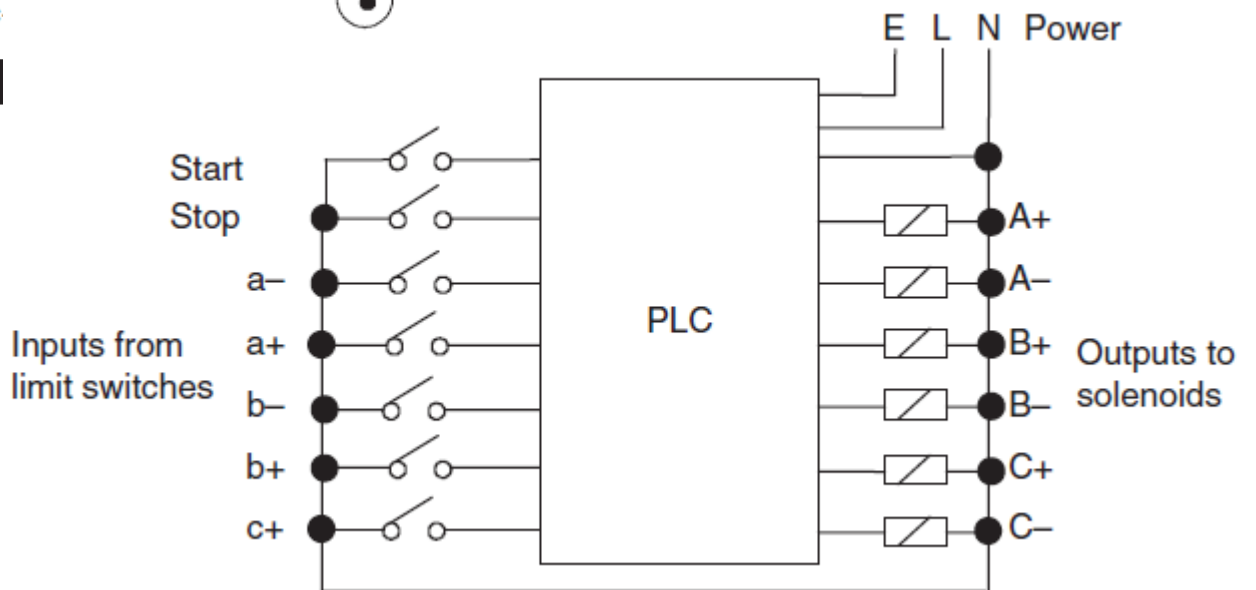 E L N Power
Start
Stop
a–
a+
b–
b+
c+
Inputs from
limit switches
PLC
A+
A–
B+
B–
C+
C–
Outputs to
solenoids